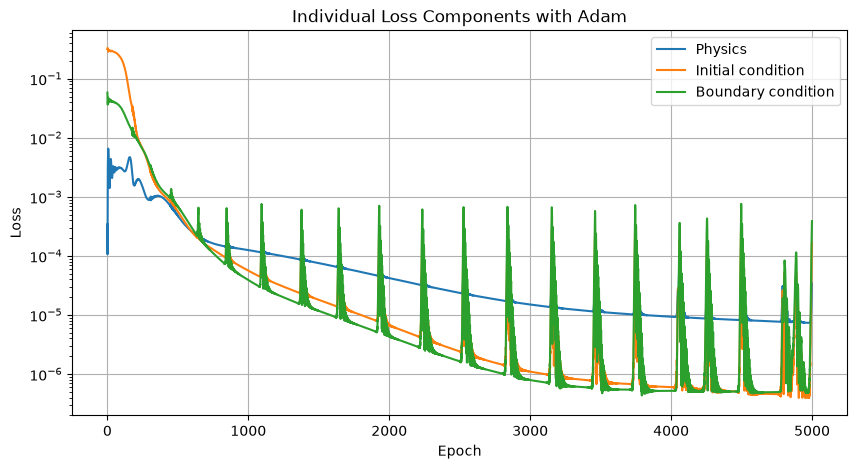 Individual Loss Components with Adam
Physics
Initial condition
Boundary condition
Loss
10⁻¹
10⁻²
10⁻³
10⁻⁴
10⁻⁵
10⁻⁶
0
1000
2000
3000
4000
5000
Epoch